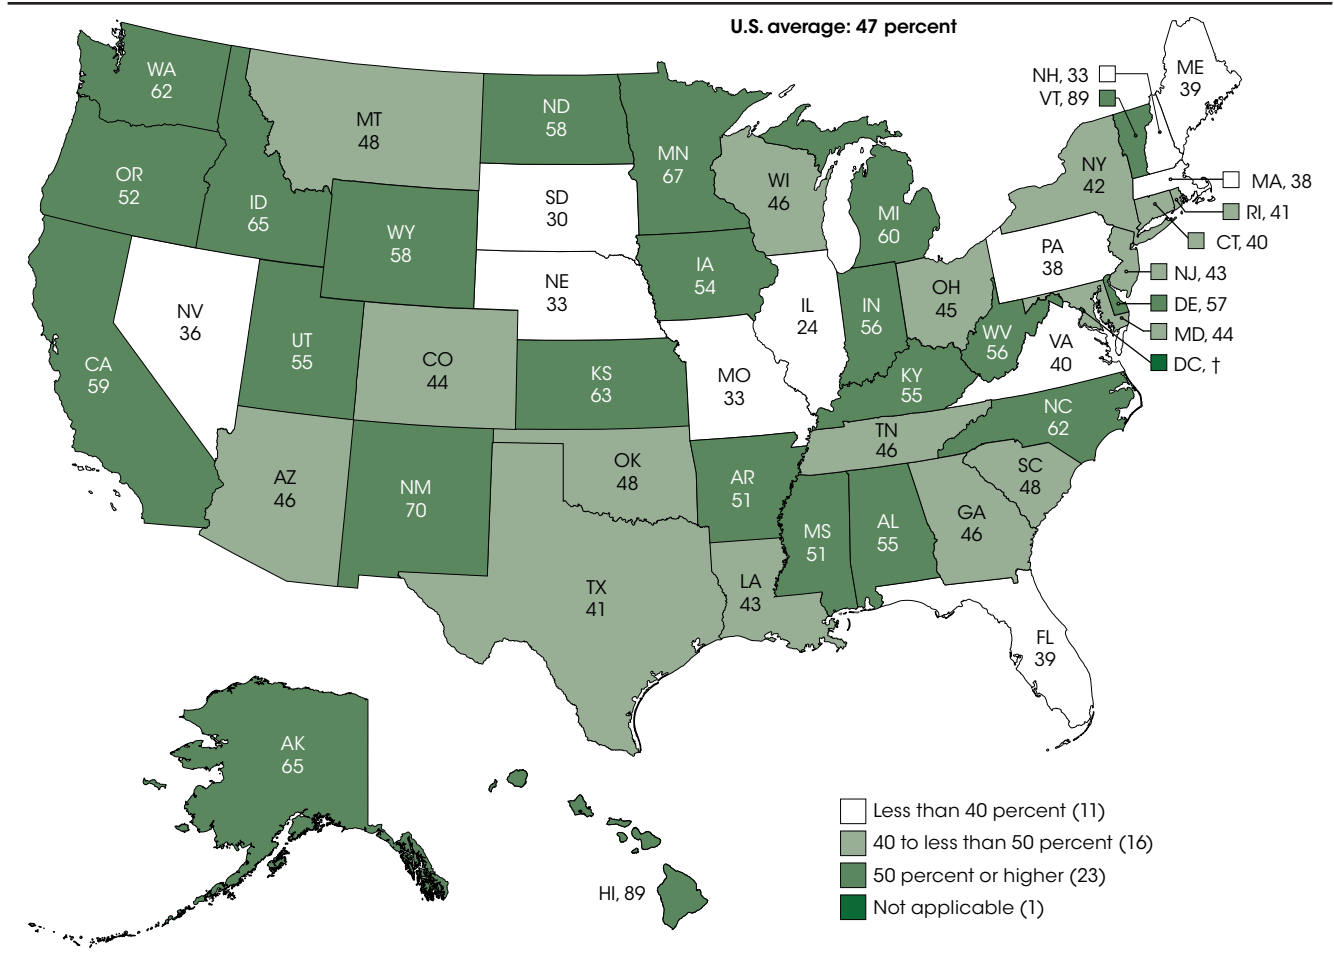 U.S. average: 47 percent
WA
62
OR
52
CA
59
NV
36
ID
65
MT
48
WY
58
UT
55
AZ
46
CO
44
NM
70
ND
58
SD
30
NE
33
KS
63
OK
48
TX
41
MN
67
IA
54
MO
33
AR
51
LA
43
WI
46
IL
24
MI
60
IN
56
OH
45
KY
55
TN
46
MS
51
AL
55
GA
46
FL
39
SC
48
NC
62
VA
40
WV
56
PA
38
NY
42
ME
39
NH, 33
VT, 89
MA, 38
RI, 41
CT, 40
NJ, 43
DE, 57
MD, 44
DC, †
AK
65
HI, 89
Less than 40 percent (11)
40 to less than 50 percent (16)
50 percent or higher (23)
Not applicable (1)